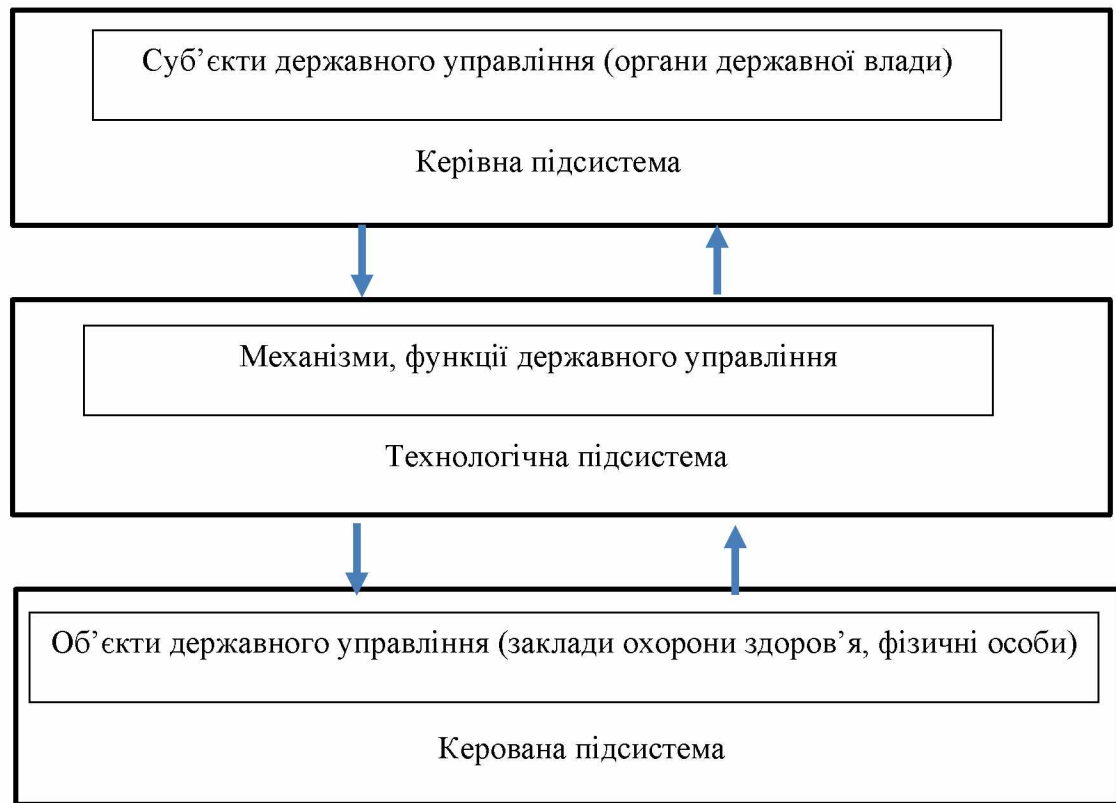 Суб’єкти державного управління (органи державної влади)
Керівна підсистема
Механізми, функції державного управління
Технологічна підсистема
Об’єкти державного управління (заклади охорони здоров’я, фізичні особи)
Керована підсистема